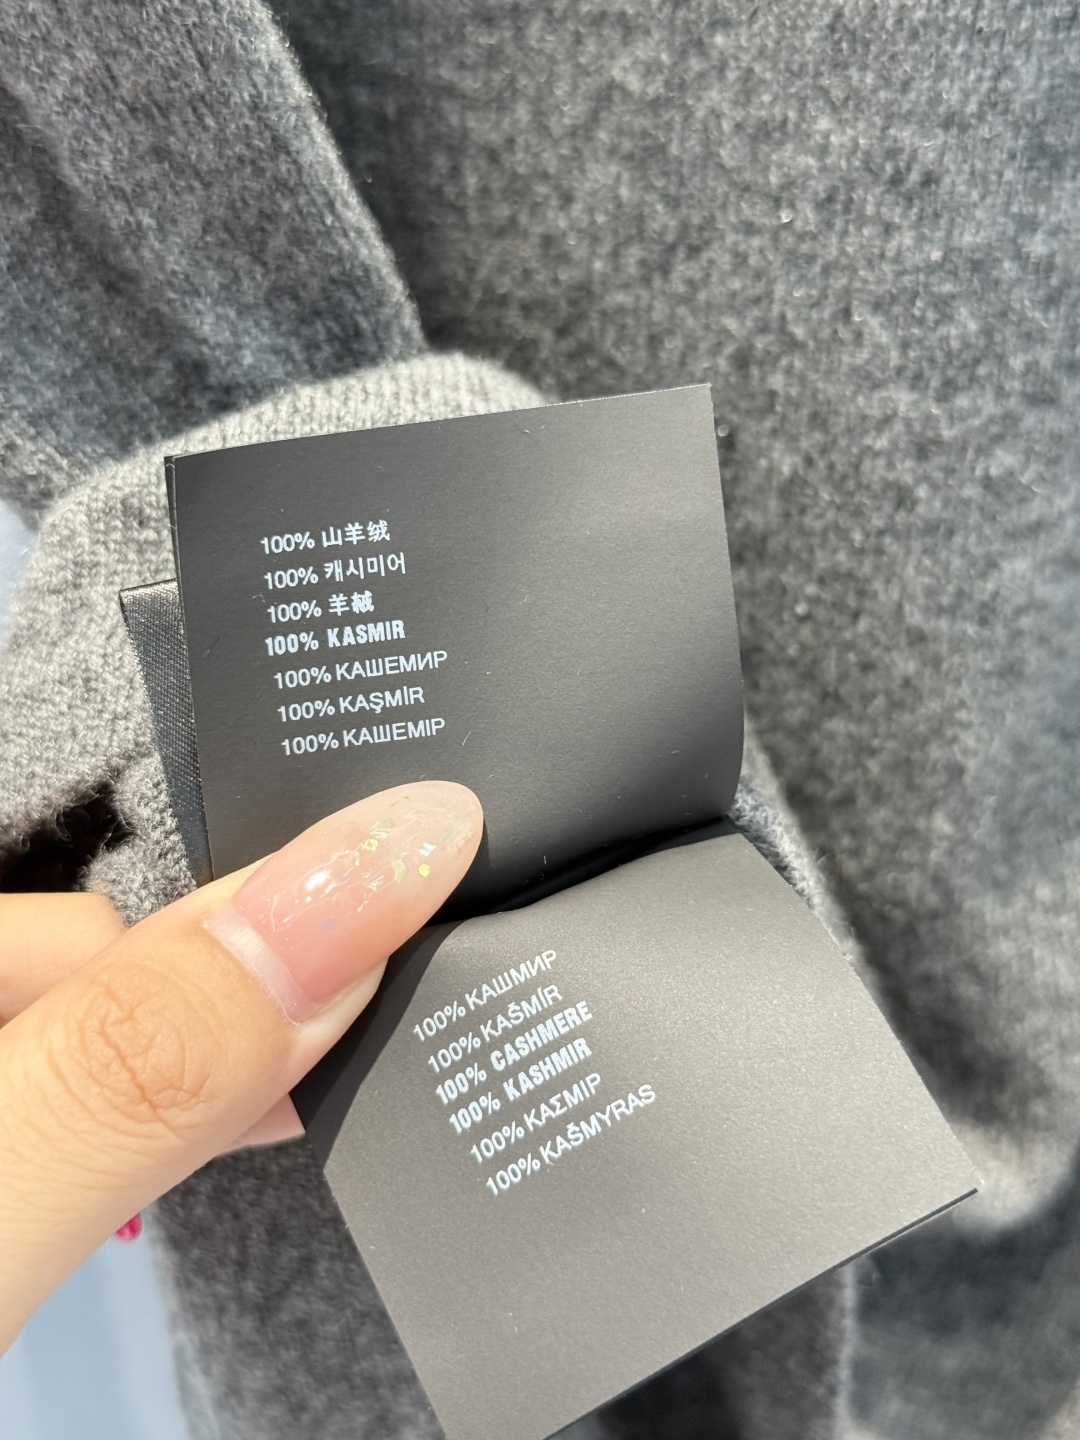 100% 山羊绒
100% 캐시미어
100% 羊絨
100% KASMIR
100% КАШЕМИР
100% KAŞMİR
100% КАШЕМІР
100% КАШМИР
100% KAŠMÍR
100% CASHMERE
100% KASHMIR
100% ΚΑΣΜΙΡ
100% KAŠMYRAS